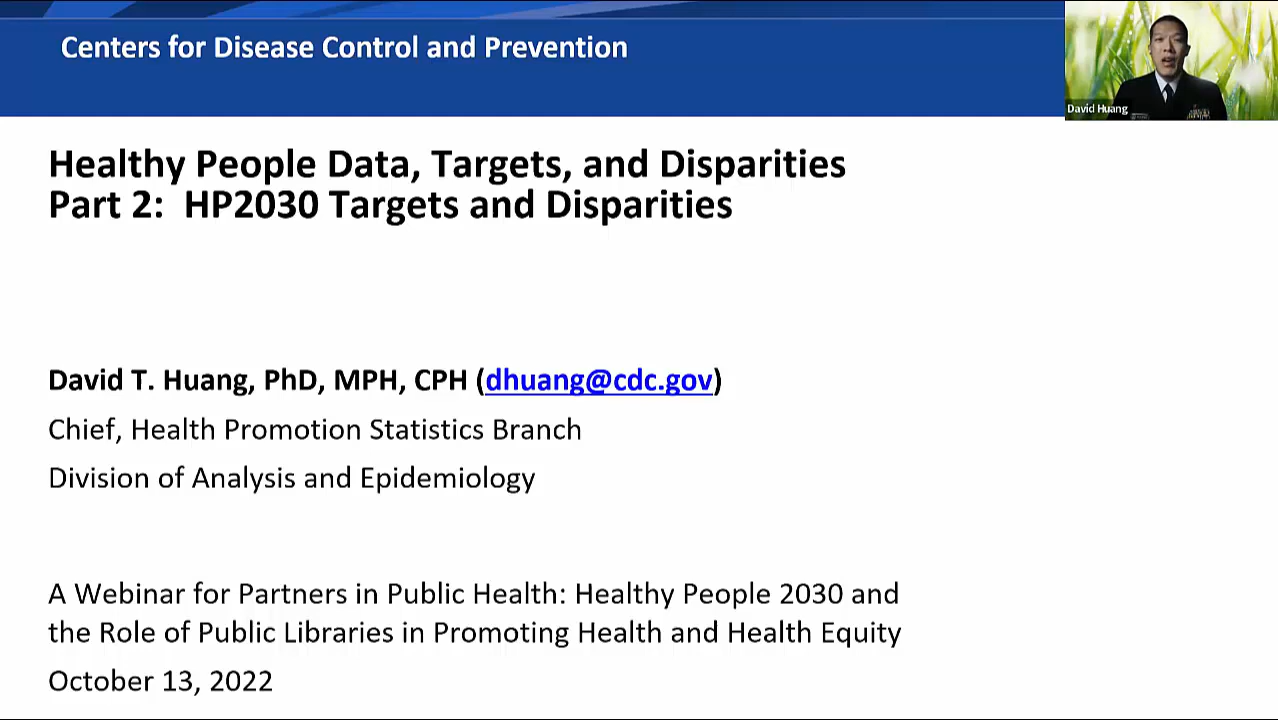 Centers for Disease Control and Prevention
David Huang
Healthy People Data, Targets, and Disparities
Part 2: HP2030 Targets and Disparities
David T. Huang, PhD, MPH, CPH (dhuang@cdc.gov)
Chief, Health Promotion Statistics Branch
Division of Analysis and Epidemiology
A Webinar for Partners in Public Health: Healthy People 2030 and
the Role of Public Libraries in Promoting Health and Health Equity
October 13, 2022